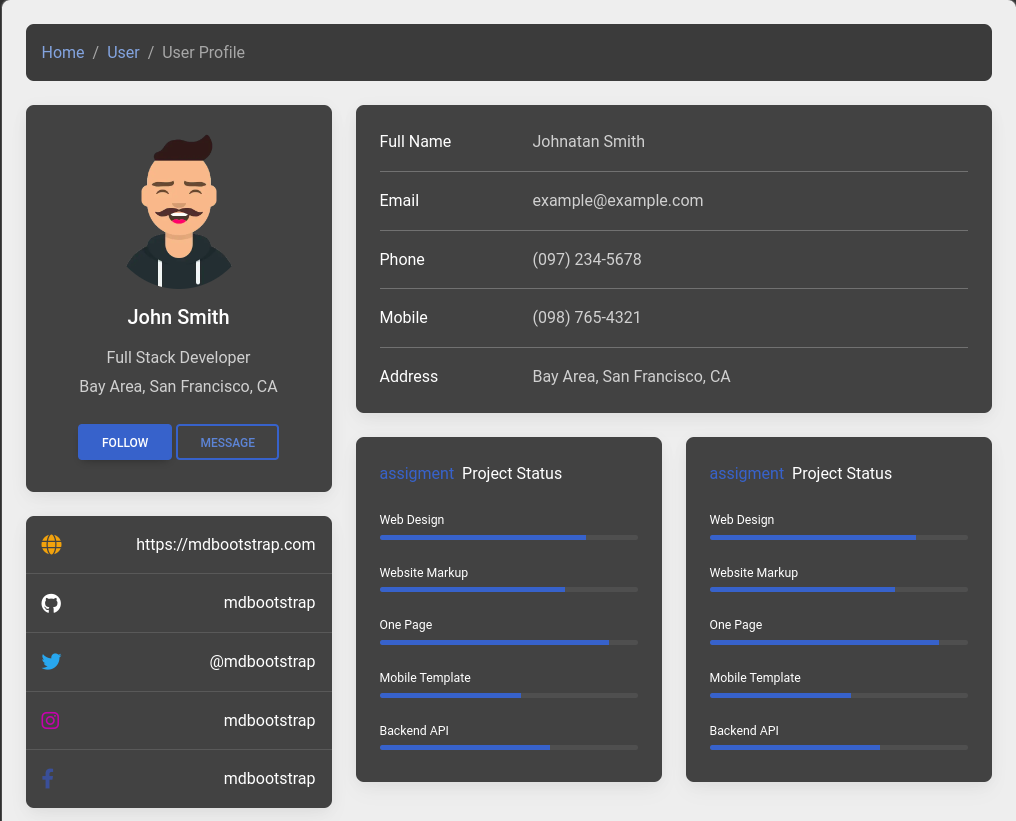 Home / User / User Profile
John Smith
Full Stack Developer
Bay Area, San Francisco, CA
FOLLOW MESSAGE
https://mdbootstrap.com
mdbootstrap
@mdbootstrap
mdbootstrap
mdbootstrap
Full Name Johnatan Smith
Email example@example.com
Phone (097) 234-5678
Mobile (098) 765-4321
Address Bay Area, San Francisco, CA
assigment Project Status
Web Design
Website Markup
One Page
Mobile Template
Backend API
assigment Project Status
Web Design
Website Markup
One Page
Mobile Template
Backend API